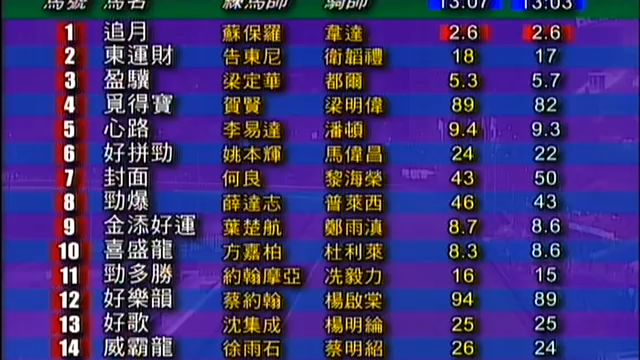 馬號 馬名 練馬師 騎師 13:07 13:03
1 追月 蘇保羅 韋達 2.6 2.6
2 東運財 告東尼 衛韜禮 18 17
3 盈驥 梁定華 都爾 5.3 5.7
4 覓得寶 賀賢 梁明偉 89 82
5 心路 李易達 潘頓 9.4 9.3
6 好拼勁 姚本輝 馬偉昌 24 22
7 封面 何良 黎海榮 43 50
8 勁爆 薛達志 普萊西 46 43
9 金添好運 葉楚航 鄭雨滇 8.7 8.6
10 喜盛龍 方嘉柏 杜利萊 8.3 8.6
11 勁多勝 約翰摩亞 冼毅力 16 15
12 好樂韻 蔡約翰 楊啟棠 94 89
13 好歌 沈集成 楊明綸 25 25
14 威霸龍 徐雨石 蔡明紹 26 24